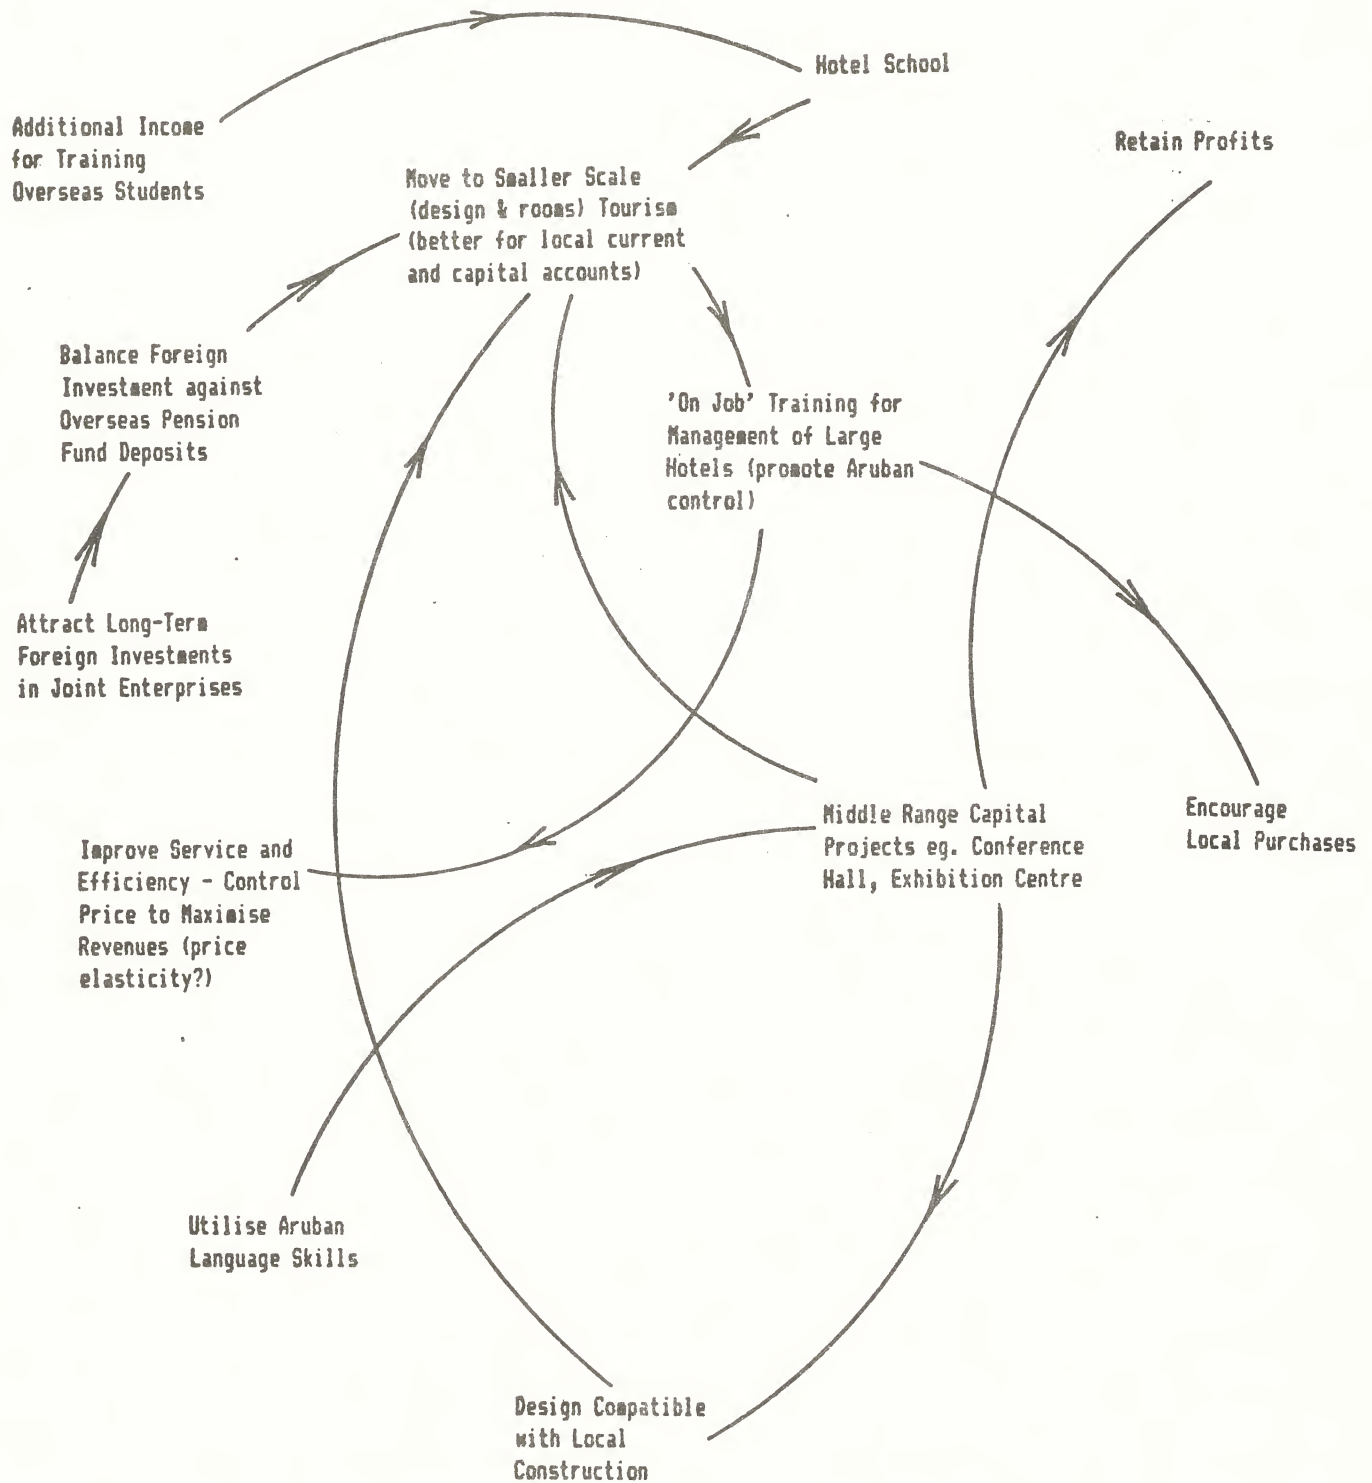 Hotel School
Additional Income
for Training
Overseas Students
Retain Profits
Move to Smaller Scale
(design & rooms) Tourism
(better for local current
and capital accounts)
Balance Foreign
Investment against
Overseas Pension
Fund Deposits
'On Job' Training for
Management of Large
Hotels (promote Aruban
control)
Attract Long-Term
Foreign Investments
in Joint Enterprises
Middle Range Capital
Projects eg. Conference
Hall, Exhibition Centre
Encourage
Local Purchases
Improve Service and
Efficiency - Control
Price to Maximise
Revenues (price
elasticity?)
Utilise Aruban
Language Skills
Design Compatible
with Local
Construction